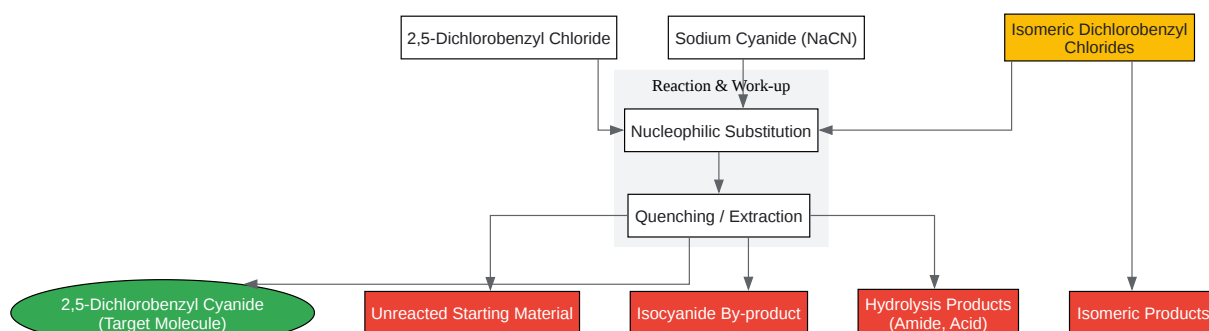 2,5-Dichlorobenzyl Chloride
Sodium Cyanide (NaCN)
Isomeric Dichlorobenzyl
Chlorides
Reaction & Work-up
Nucleophilic Substitution
Quenching / Extraction
2,5-Dichlorobenzyl Cyanide
(Target Molecule)
Unreacted Starting Material
Isocyanide By-product
Hydrolysis Products
(Amide, Acid)
Isomeric Products